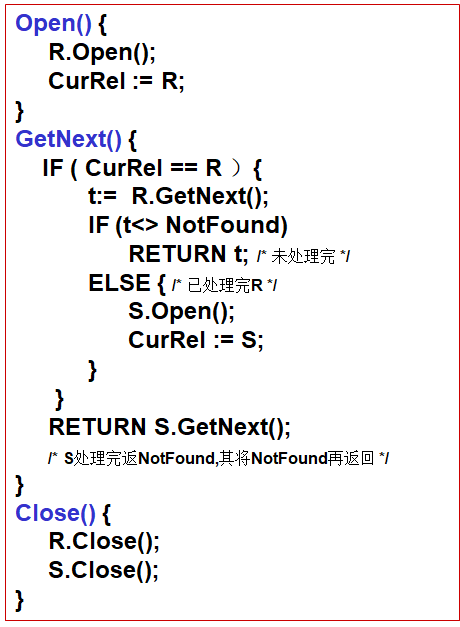 Open() {
R.Open();
CurRel := R;
}
GetNext() {
IF ( CurRel == R ） {
t:= R.GetNext();
IF (t<> NotFound)
RETURN t; /* 未处理完 */
ELSE { /* 已处理完R */
S.Open();
CurRel := S;
}
}
RETURN S.GetNext();
/* S处理完返NotFound,其将NotFound再返回 */
}
Close() {
R.Close();
S.Close();
}